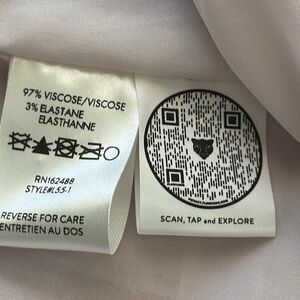 97% VISCOSE/VISCOSE
3% ELASTANE
ELASTHANNE
RN162488
STYLE#L55-1
REVERSE FOR CARE
ENTRETIEN AU DOS
SCAN, TAP and EXPLORE